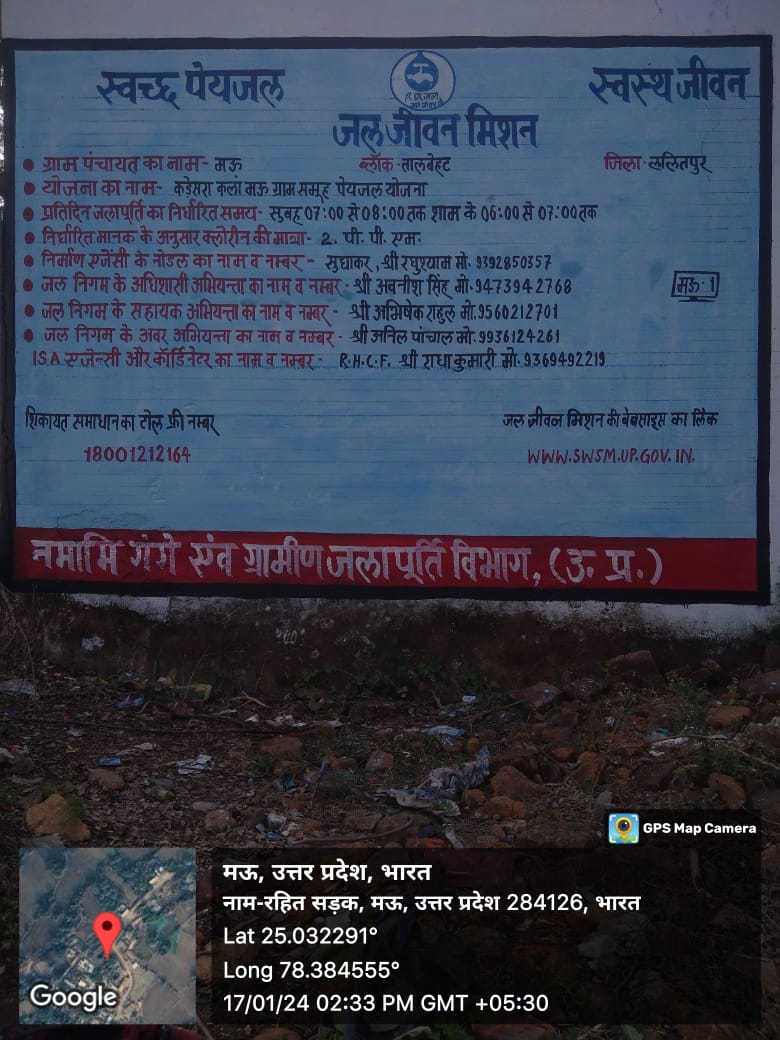 स्वच्छ पेयजल
स्वस्थ जीवन
जल जीवन मिशन
• ग्राम पंचायत का नाम- मऊ ब्लॉक- तालबेहट जिला- ललितपुर
• योजना का नाम- कड़ेसरा कला मऊ ग्राम समूह पेयजल योजना
• प्रतिदिन जलापूर्ति का निर्धारित समय- सुबह 07:00 से 08:00 तक शाम के 06:00 से 07:00 तक
• निर्धारित मानक के अनुसार क्लोरीन की मात्रा- 2. पी. पी. एम.
• निर्माण एजेंसी के नोडल का नाम व नम्बर- सुधाकर, श्री रघुश्याम मो. 9392850357
• जल निगम के अधिशासी अभियन्ता का नाम व नम्बर- श्री अवनीश सिंह मो. 9473942768
मऊ-1
• जल निगम के सहायक अभियन्ता का नाम व नम्बर- श्री अभिषेक राहुल मो. 9560212701
• जल निगम के अवर अभियन्ता का नाम व नम्बर- श्री अनिल पांचाल मो. 9936124261
ISA एजेन्सी और कॉर्डिनेटर का नाम व नम्बर- R.H.C.F. श्री राधा कुमारी मो. 9369492219
शिकायत समाधान का टोल फ्री नम्बर
18001212164
जल जीवन मिशन की वेबसाइस का लिंक
WWW.SWSM.UP.GOV.IN.
नमामि गंगे एंव ग्रामीण जलापूर्ति विभाग, (उ. प्र.)
GPS Map Camera
मऊ, उत्तर प्रदेश, भारत
नाम-रहित सड़क, मऊ, उत्तर प्रदेश 284126, भारत
Lat 25.032291°
Long 78.384555°
17/01/24 02:33 PM GMT +05:30
Google